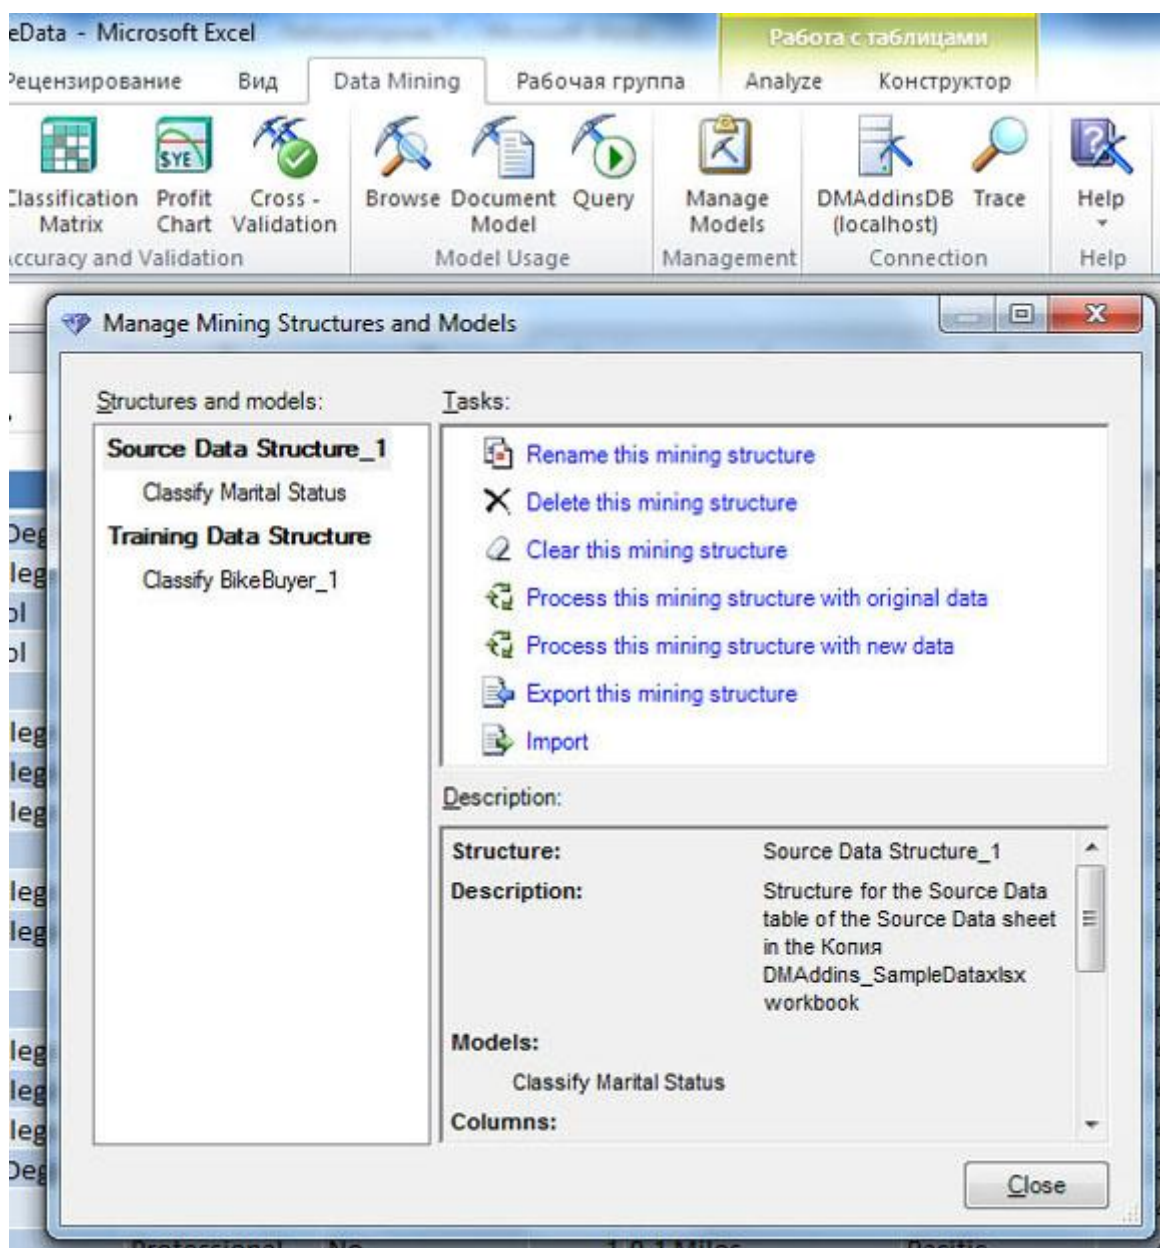 eData - Microsoft Excel
Работа с таблицами
Рецензирование Вид Data Mining Рабочая группа Analyze Конструктор
Classification Matrix
$YE
Profit Chart
Cross - Validation
Browse
Document Model
Query
Manage Models
DMAddinsDB (localhost)
Trace
Help
Accuracy and Validation Model Usage Management Connection Help
Manage Mining Structures and Models
Structures and models:
Source Data Structure_1
Classify Marital Status
Training Data Structure
Classify BikeBuyer_1
Tasks:
Rename this mining structure
Delete this mining structure
Clear this mining structure
Process this mining structure with original data
Process this mining structure with new data
Export this mining structure
Import
Description:
Structure: Source Data Structure_1
Description: Structure for the Source Data
table of the Source Data sheet
in the Копия
DMAddins_SampleDataxlsx
workbook
Models:
Classify Marital Status
Columns:
Close